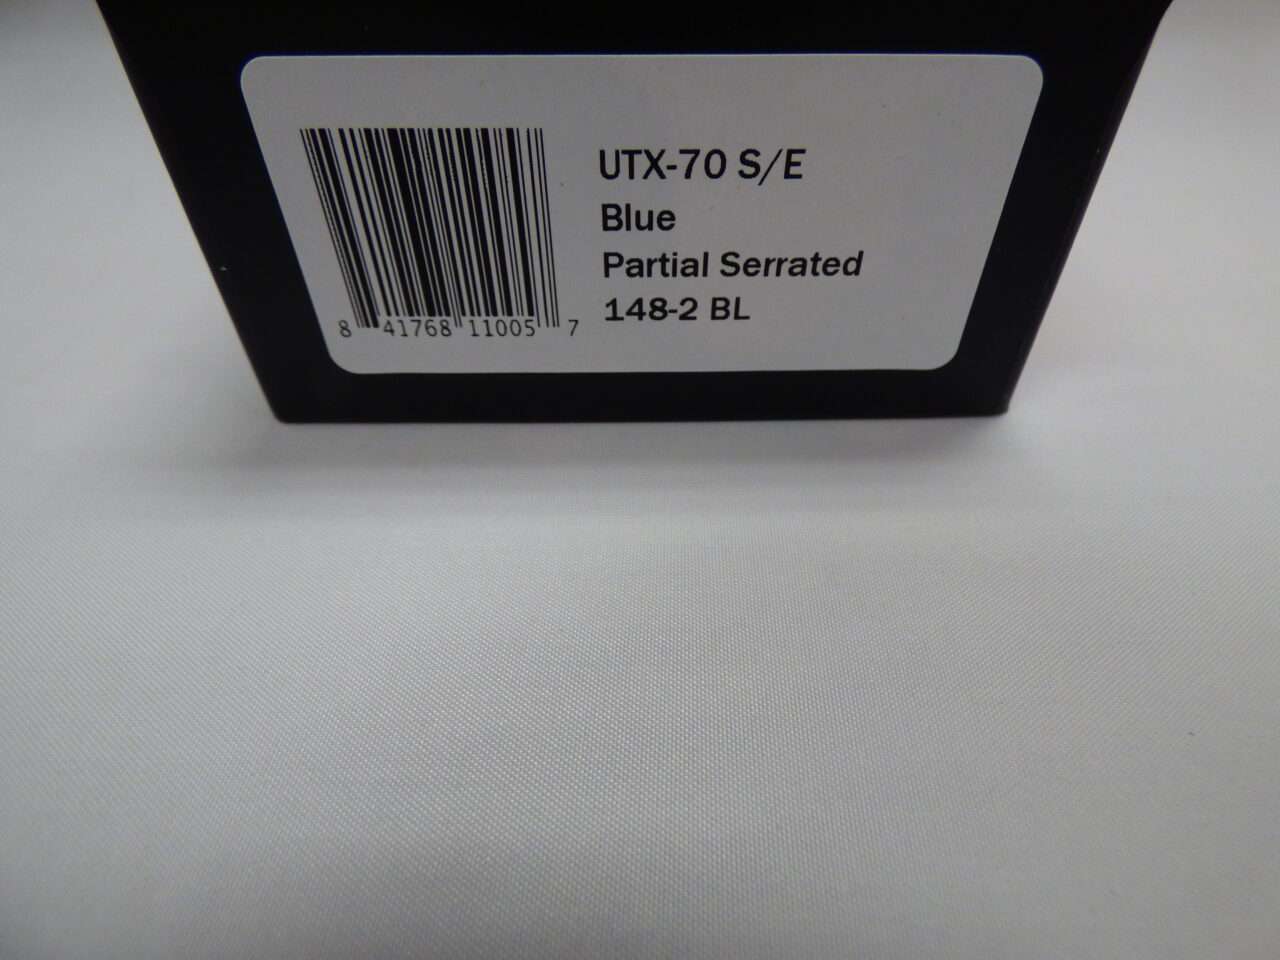 UTX-70 S/E
Blue
Partial Serrated
148-2 BL
8 41768 11005 7